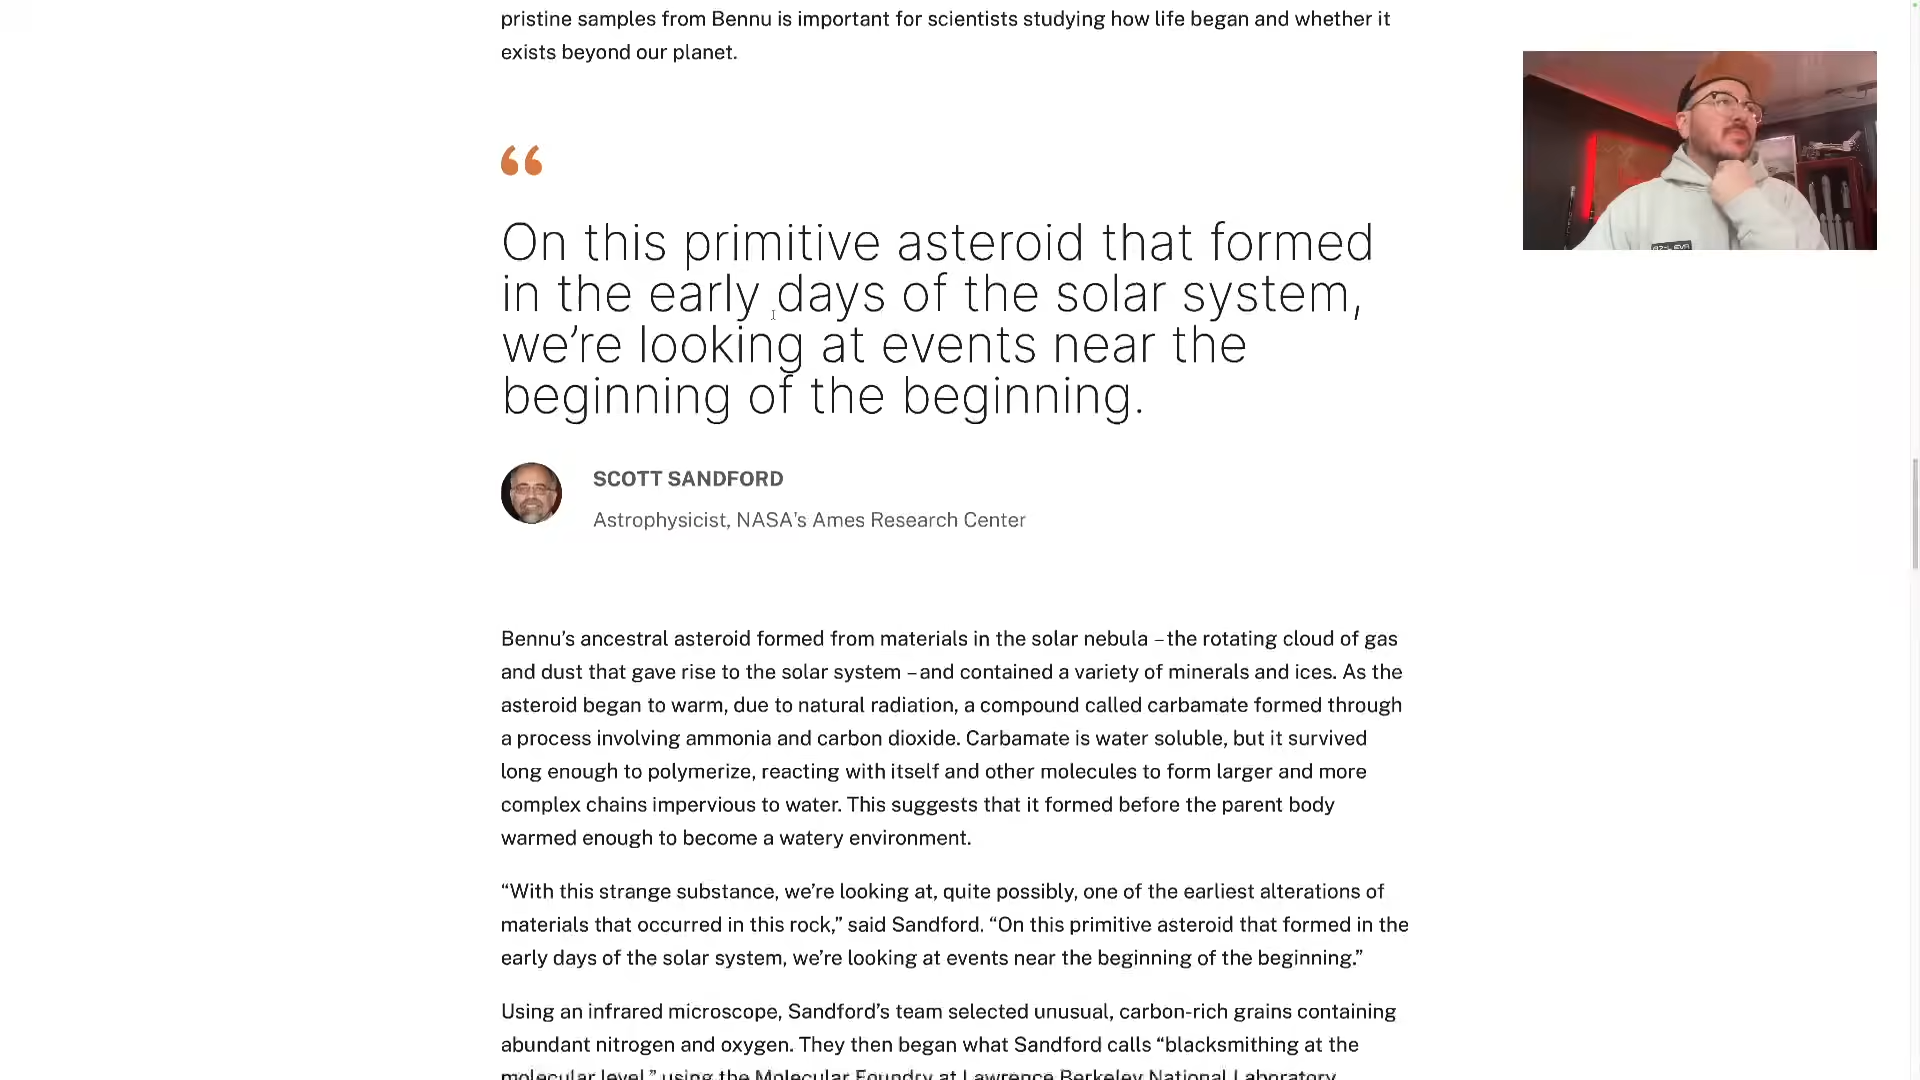 pristine samples from Bennu is important for scientists studying how life began and whether it
exists beyond our planet.
“
On this primitive asteroid that formed
in the early days of the solar system,
we’re looking at events near the
beginning of the beginning.
SCOTT SANDFORD
Astrophysicist, NASA's Ames Research Center
Bennu’s ancestral asteroid formed from materials in the solar nebula – the rotating cloud of gas
and dust that gave rise to the solar system – and contained a variety of minerals and ices. As the
asteroid began to warm, due to natural radiation, a compound called carbamate formed through
a process involving ammonia and carbon dioxide. Carbamate is water soluble, but it survived
long enough to polymerize, reacting with itself and other molecules to form larger and more
complex chains impervious to water. This suggests that it formed before the parent body
warmed enough to become a watery environment.
“With this strange substance, we’re looking at, quite possibly, one of the earliest alterations of
materials that occurred in this rock,” said Sandford. “On this primitive asteroid that formed in the
early days of the solar system, we’re looking at events near the beginning of the beginning.”
Using an infrared microscope, Sandford’s team selected unusual, carbon-rich grains containing
abundant nitrogen and oxygen. They then began what Sandford calls “blacksmithing at the
molecular level,” using the Molecular Foundry at Lawrence Berkeley National Laboratory